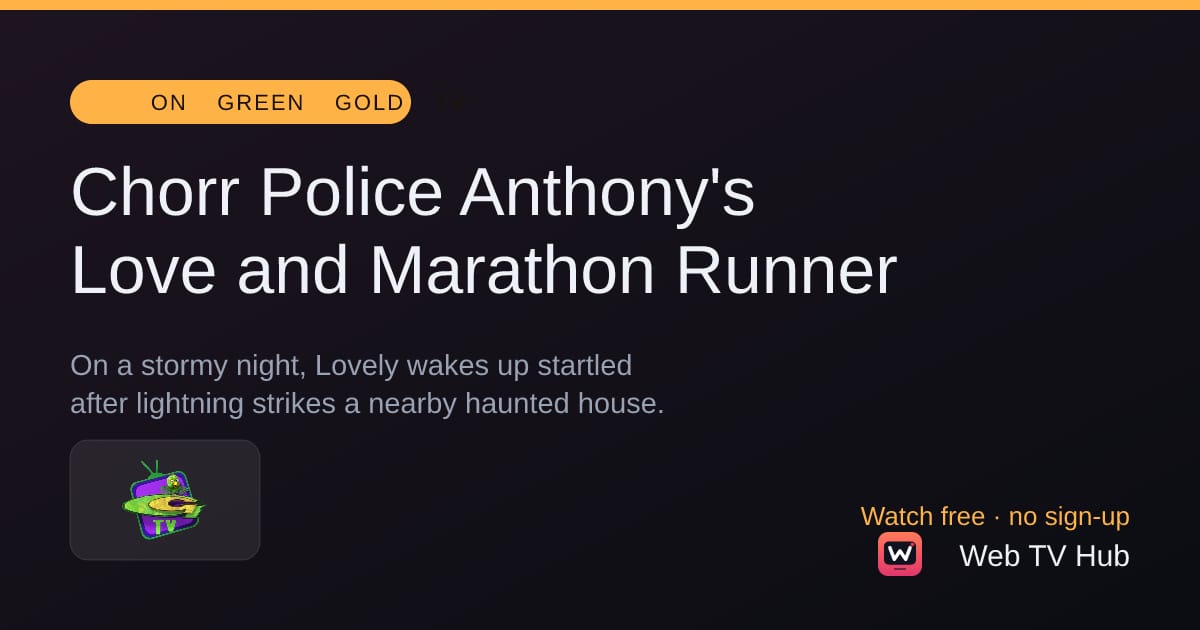 ON GREEN GOLD
Chorr Police Anthony's
Love and Marathon Runner
On a stormy night, Lovely wakes up startled
after lightning strikes a nearby haunted house.
TV
Watch free · no sign-up
W
Web TV Hub